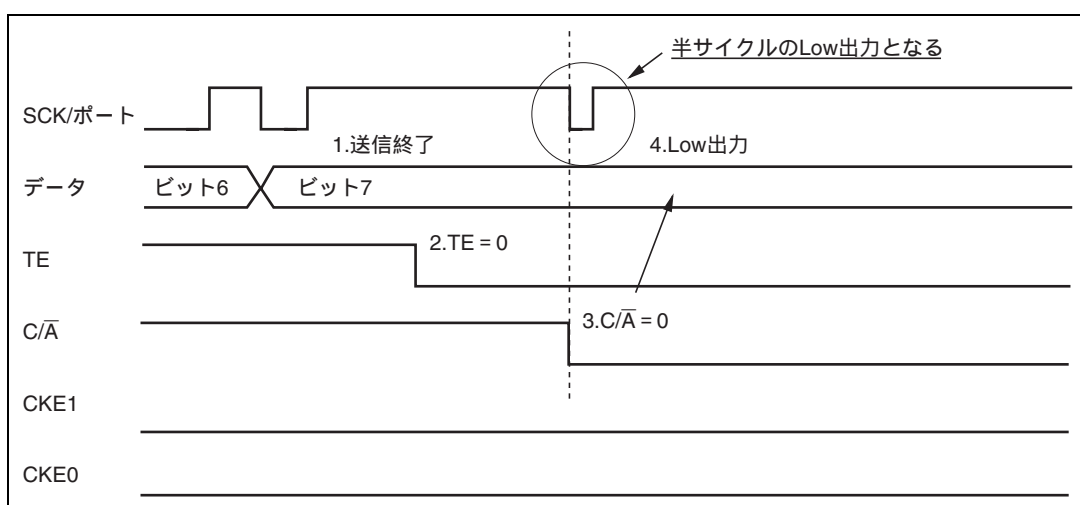 半サイクルのLow出力となる
SCK/ポート
1.送信終了
4.Low出力
データ
ビット6
ビット7
TE
2.TE = 0
C/A̅
3.C/A̅ = 0
CKE1
CKE0